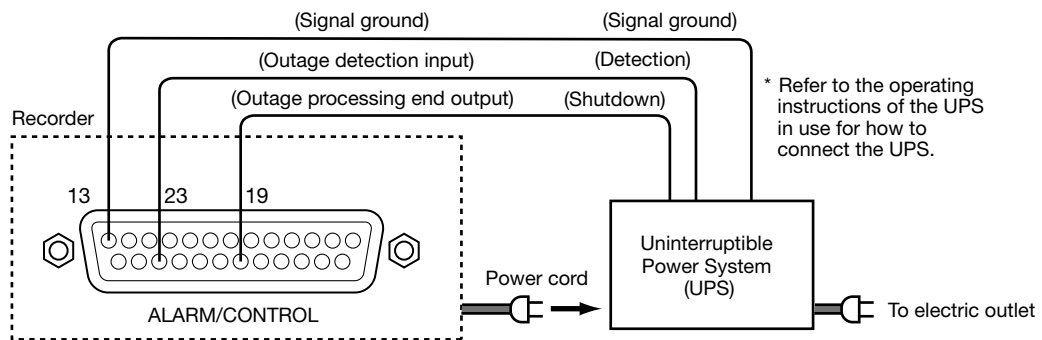 (Signal ground) (Signal ground)
(Outage detection input) (Detection)
(Outage processing end output) (Shutdown)
* Refer to the operating
instructions of the UPS
in use for how to
connect the UPS.
Recorder
13 23 19
ALARM/CONTROL
Power cord
Uninterruptible
Power System
(UPS)
To electric outlet